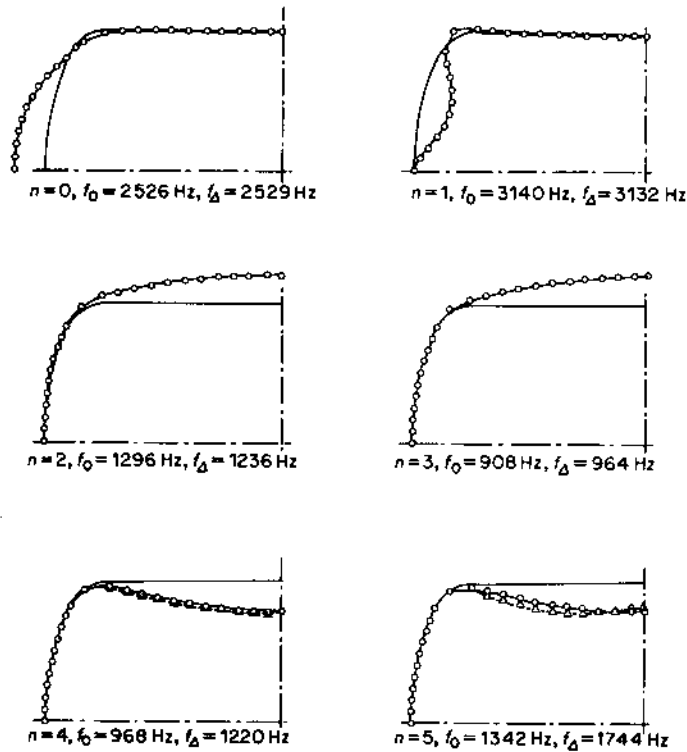 n=0, f₀=2526 Hz, f_Δ=2529 Hz
n=1, f₀=3140 Hz, f_Δ=3132 Hz
n=2, f₀=1296 Hz, f_Δ=1236 Hz
n=3, f₀=908 Hz, f_Δ=964 Hz
n=4, f₀=968 Hz, f_Δ=1220 Hz
n=5, f₀=1342 Hz, f_Δ=1744 Hz